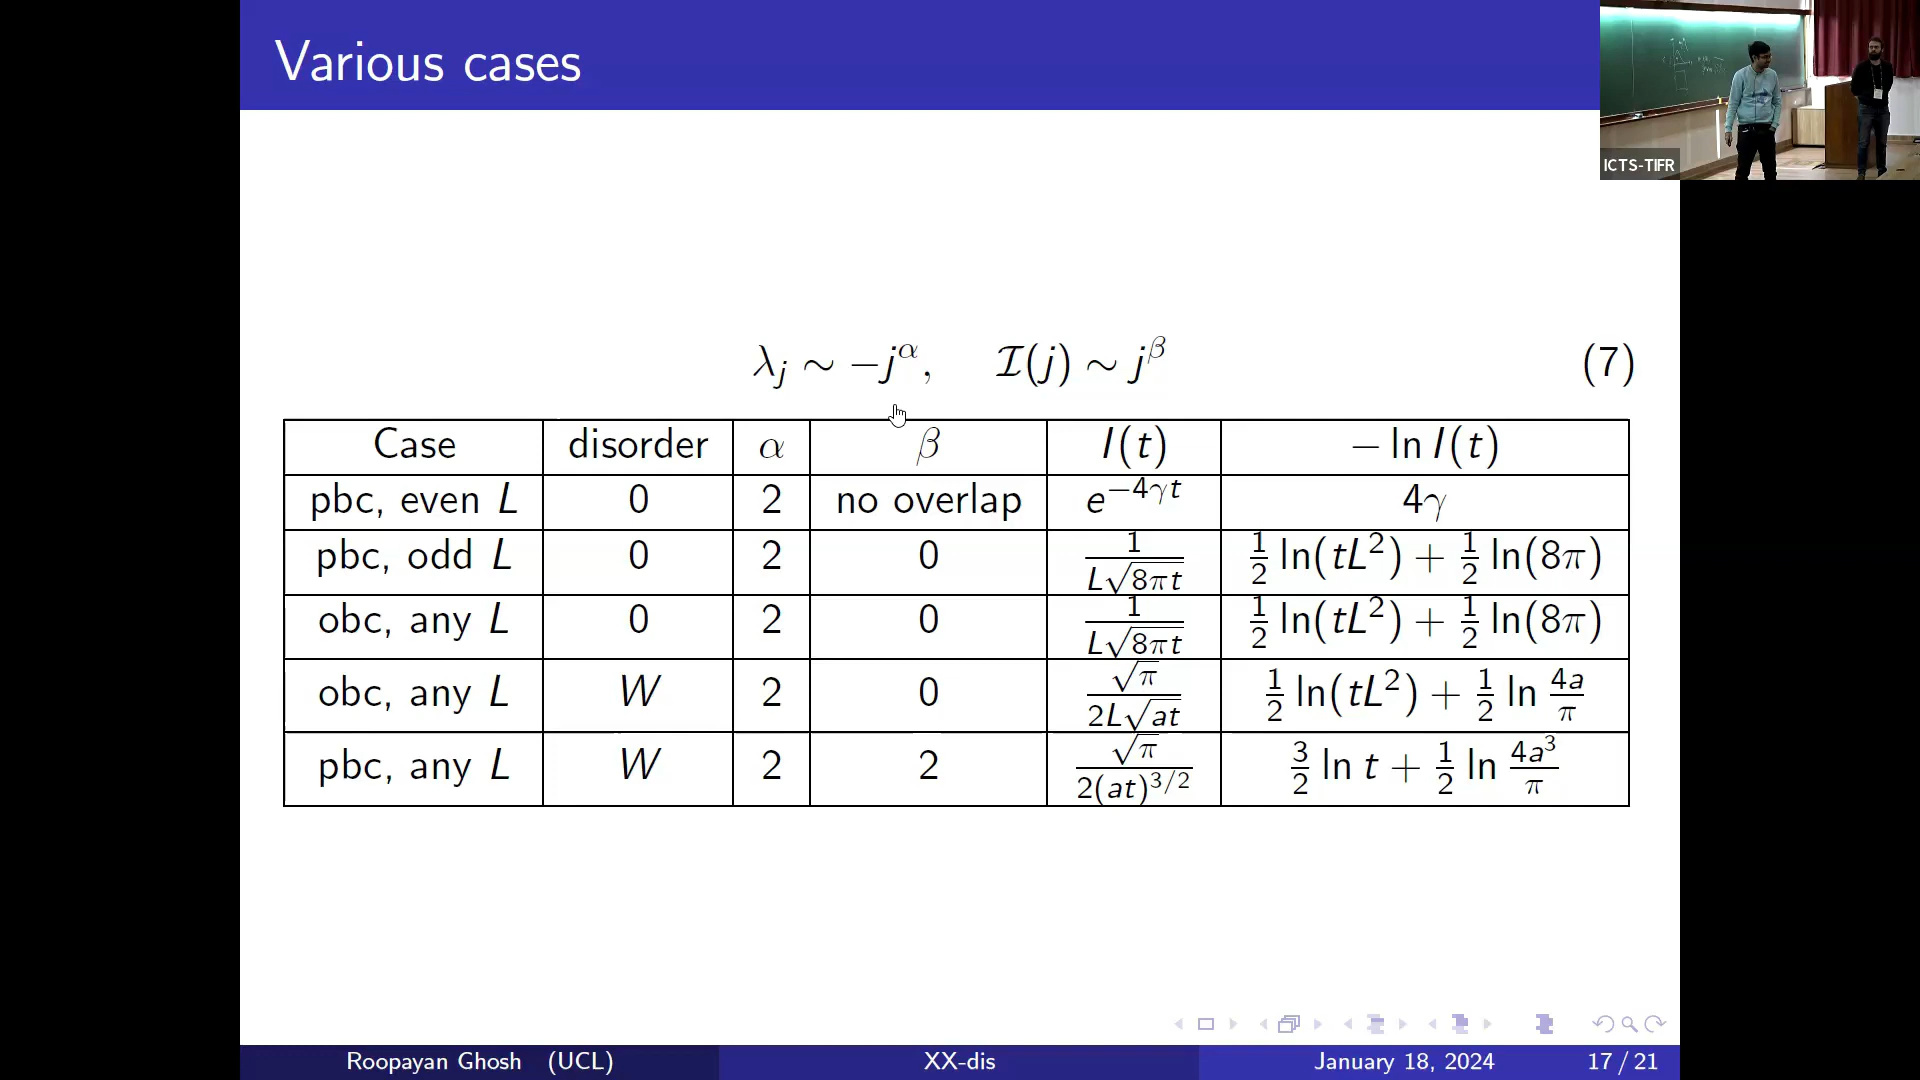 Various cases
ICTS-TIFR
λ_j ∼ −j^α, 𝓘(j) ∼ j^β (7)
Case disorder α β I(t) − ln I(t)
pbc, even L 0 2 no overlap e^{−4γt} 4γ
pbc, odd L 0 2 0 1/(L√(8πt)) 1/2 ln(tL²) + 1/2 ln(8π)
obc, any L 0 2 0 1/(L√(8πt)) 1/2 ln(tL²) + 1/2 ln(8π)
obc, any L W 2 0 √π/(2L√(at)) 1/2 ln(tL²) + 1/2 ln 4a/π
pbc, any L W 2 2 √π/(2(at)^{3/2}) 3/2 ln t + 1/2 ln 4a³/π
Roopayan Ghosh (UCL) XX-dis January 18, 2024 17 / 21